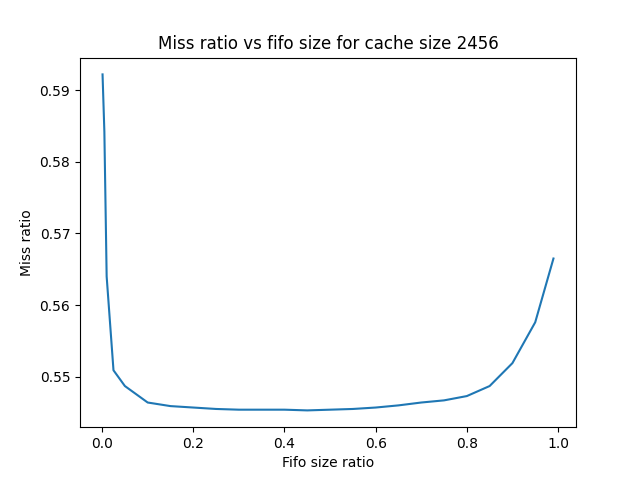 Miss ratio vs fifo size for cache size 2456
0.59
0.58
0.57
0.56
0.55
Miss ratio
0.0 0.2 0.4 0.6 0.8 1.0
Fifo size ratio